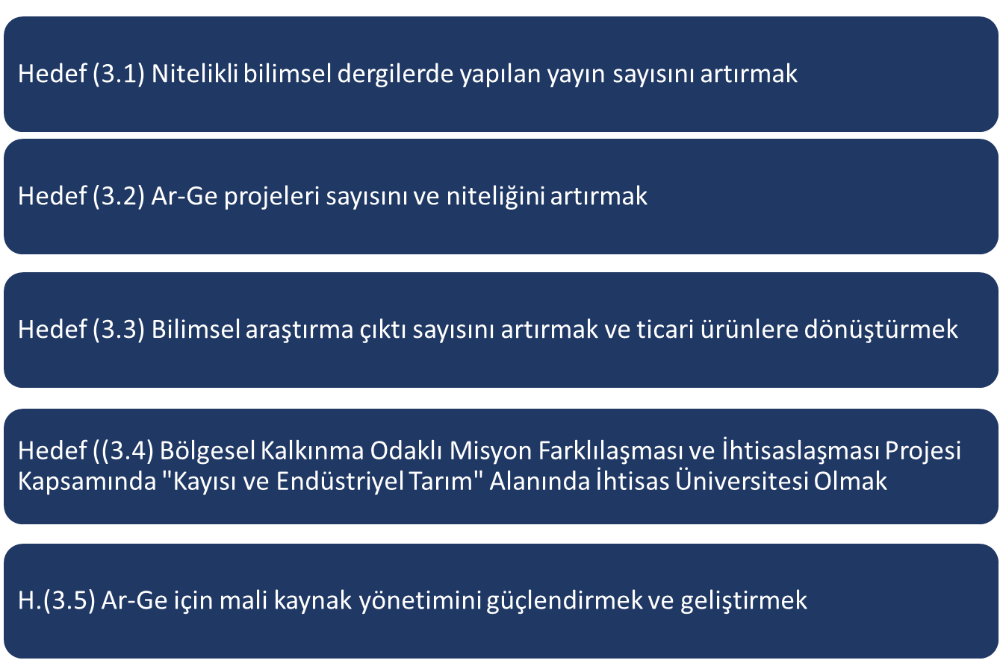 Hedef (3.1) Nitelikli bilimsel dergilerde yapılan yayın sayısını artırmak
Hedef (3.2) Ar-Ge projeleri sayısını ve niteliğini artırmak
Hedef (3.3) Bilimsel araştırma çıktı sayısını artırmak ve ticari ürünlere dönüştürmek
Hedef ((3.4) Bölgesel Kalkınma Odaklı Misyon Farklılaşması ve İhtisaslaşması Projesi
Kapsamında "Kayısı ve Endüstriyel Tarım" Alanında İhtisas Üniversitesi Olmak
H.(3.5) Ar-Ge için mali kaynak yönetimini güçlendirmek ve geliştirmek